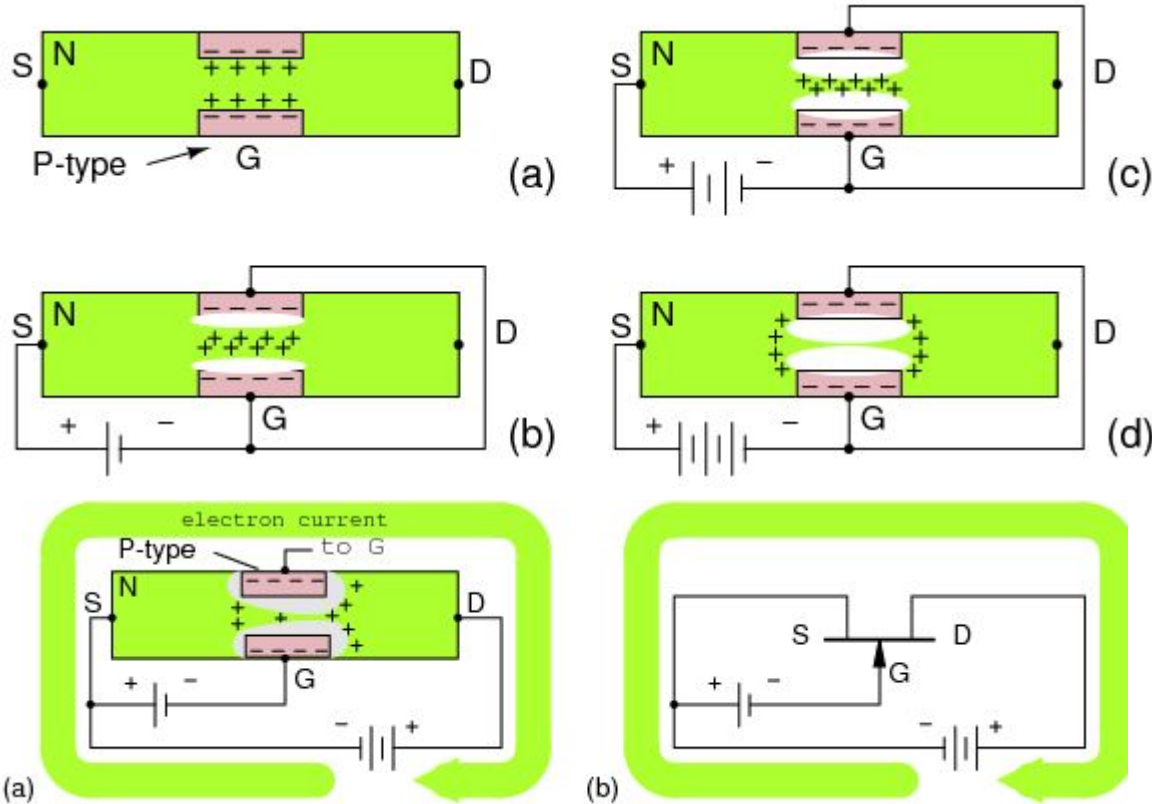 N
S
D
− − − −
+ + + +
+ + + +
− − − −
P-type
G
(a)
N
S
D
− − − −
+ + + +
+ + + +
− − − −
G
+ −
(c)
N
S
D
− − − −
+ + + +
+ + + +
− − − −
G
+ −
(b)
N
S
D
− − − −
+ +
+ +
+ +
+ +
− − − −
G
+ −
(d)
electron current
P-type
to G
N
S
D
− − − −
+
+ + +
+ + +
+
− − − −
G
+ −
− +
(a)
S D
G
+ −
− +
(b)